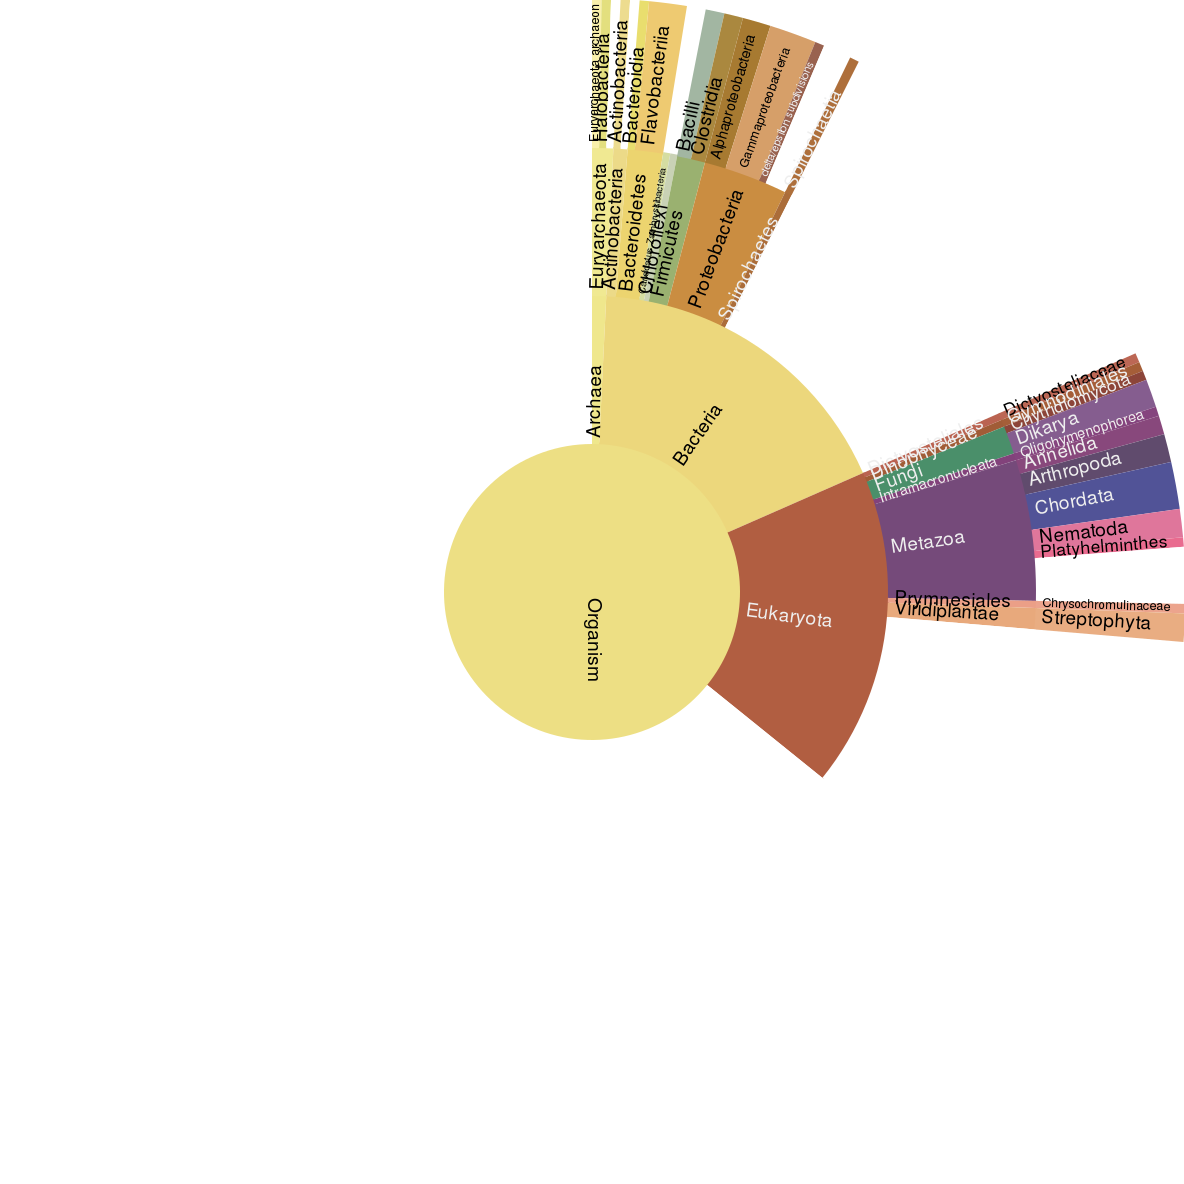 Organism
Archaea
Bacteria
Eukaryota
Euryarchaeota
Actinobacteria
Bacteroidetes
Chloroflexi
Firmicutes
Proteobacteria
Spirochaetes
Euryarchaeota archaeon
Halobacteria
Actinobacteria
Bacteroidia
Flavobacteriia
Bacilli
Clostridia
Alphaproteobacteria
Gammaproteobacteria
delta/epsilon subdivisions
Spirochaetia
Dinophyceae
Fungi
Intramacronucleata
Metazoa
Prymnesiales
Viridiplantae
Dictyosteliaceae
Gymnodiniales
Chytridiomycota
Dikarya
Oligohymenophorea
Annelida
Arthropoda
Chordata
Nematoda
Platyhelminthes
Chrysochromulinaceae
Streptophyta